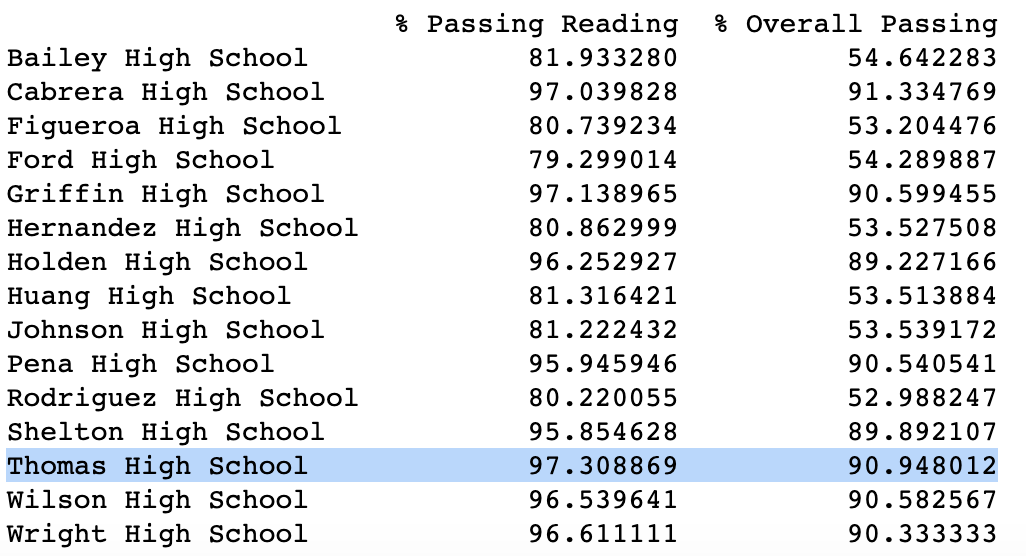 % Passing Reading % Overall Passing
Bailey High School 81.933280 54.642283
Cabrera High School 97.039828 91.334769
Figueroa High School 80.739234 53.204476
Ford High School 79.299014 54.289887
Griffin High School 97.138965 90.599455
Hernandez High School 80.862999 53.527508
Holden High School 96.252927 89.227166
Huang High School 81.316421 53.513884
Johnson High School 81.222432 53.539172
Pena High School 95.945946 90.540541
Rodriguez High School 80.220055 52.988247
Shelton High School 95.854628 89.892107
Thomas High School 97.308869 90.948012
Wilson High School 96.539641 90.582567
Wright High School 96.611111 90.333333